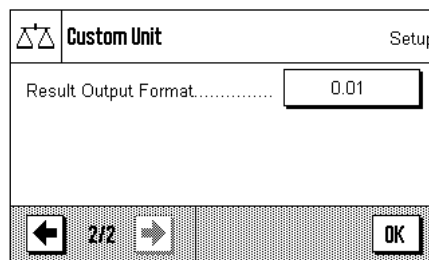 Custom Unit
Setup
Result Output Format............... 0.01
2/2
OK